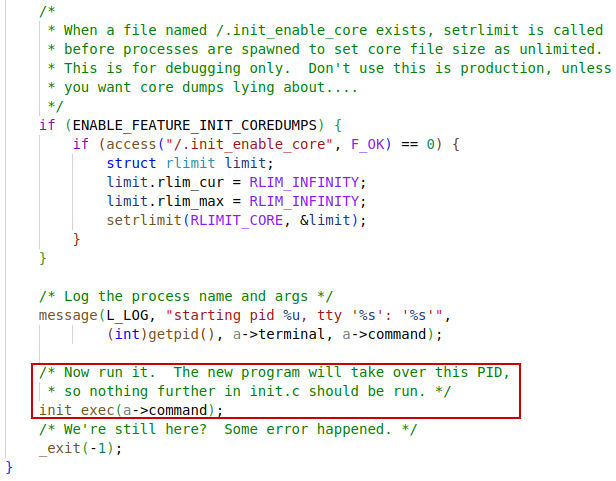 /*
 * When a file named /.init_enable_core exists, setrlimit is called
 * before processes are spawned to set core file size as unlimited.
 * This is for debugging only.  Don't use this is production, unless
 * you want core dumps lying about....
 */
if (ENABLE_FEATURE_INIT_COREDUMPS) {
    if (access("/.init_enable_core", F_OK) == 0) {
        struct rlimit limit;
        limit.rlim_cur = RLIM_INFINITY;
        limit.rlim_max = RLIM_INFINITY;
        setrlimit(RLIMIT_CORE, &limit);
    }
}
/* Log the process name and args */
message(L_LOG, "starting pid %u, tty '%s': '%s'",
        (int)getpid(), a->terminal, a->command);
/* Now run it.  The new program will take over this PID,
 * so nothing further in init.c should be run. */
init_exec(a->command);
/* We're still here?  Some error happened. */
_exit(-1);
}